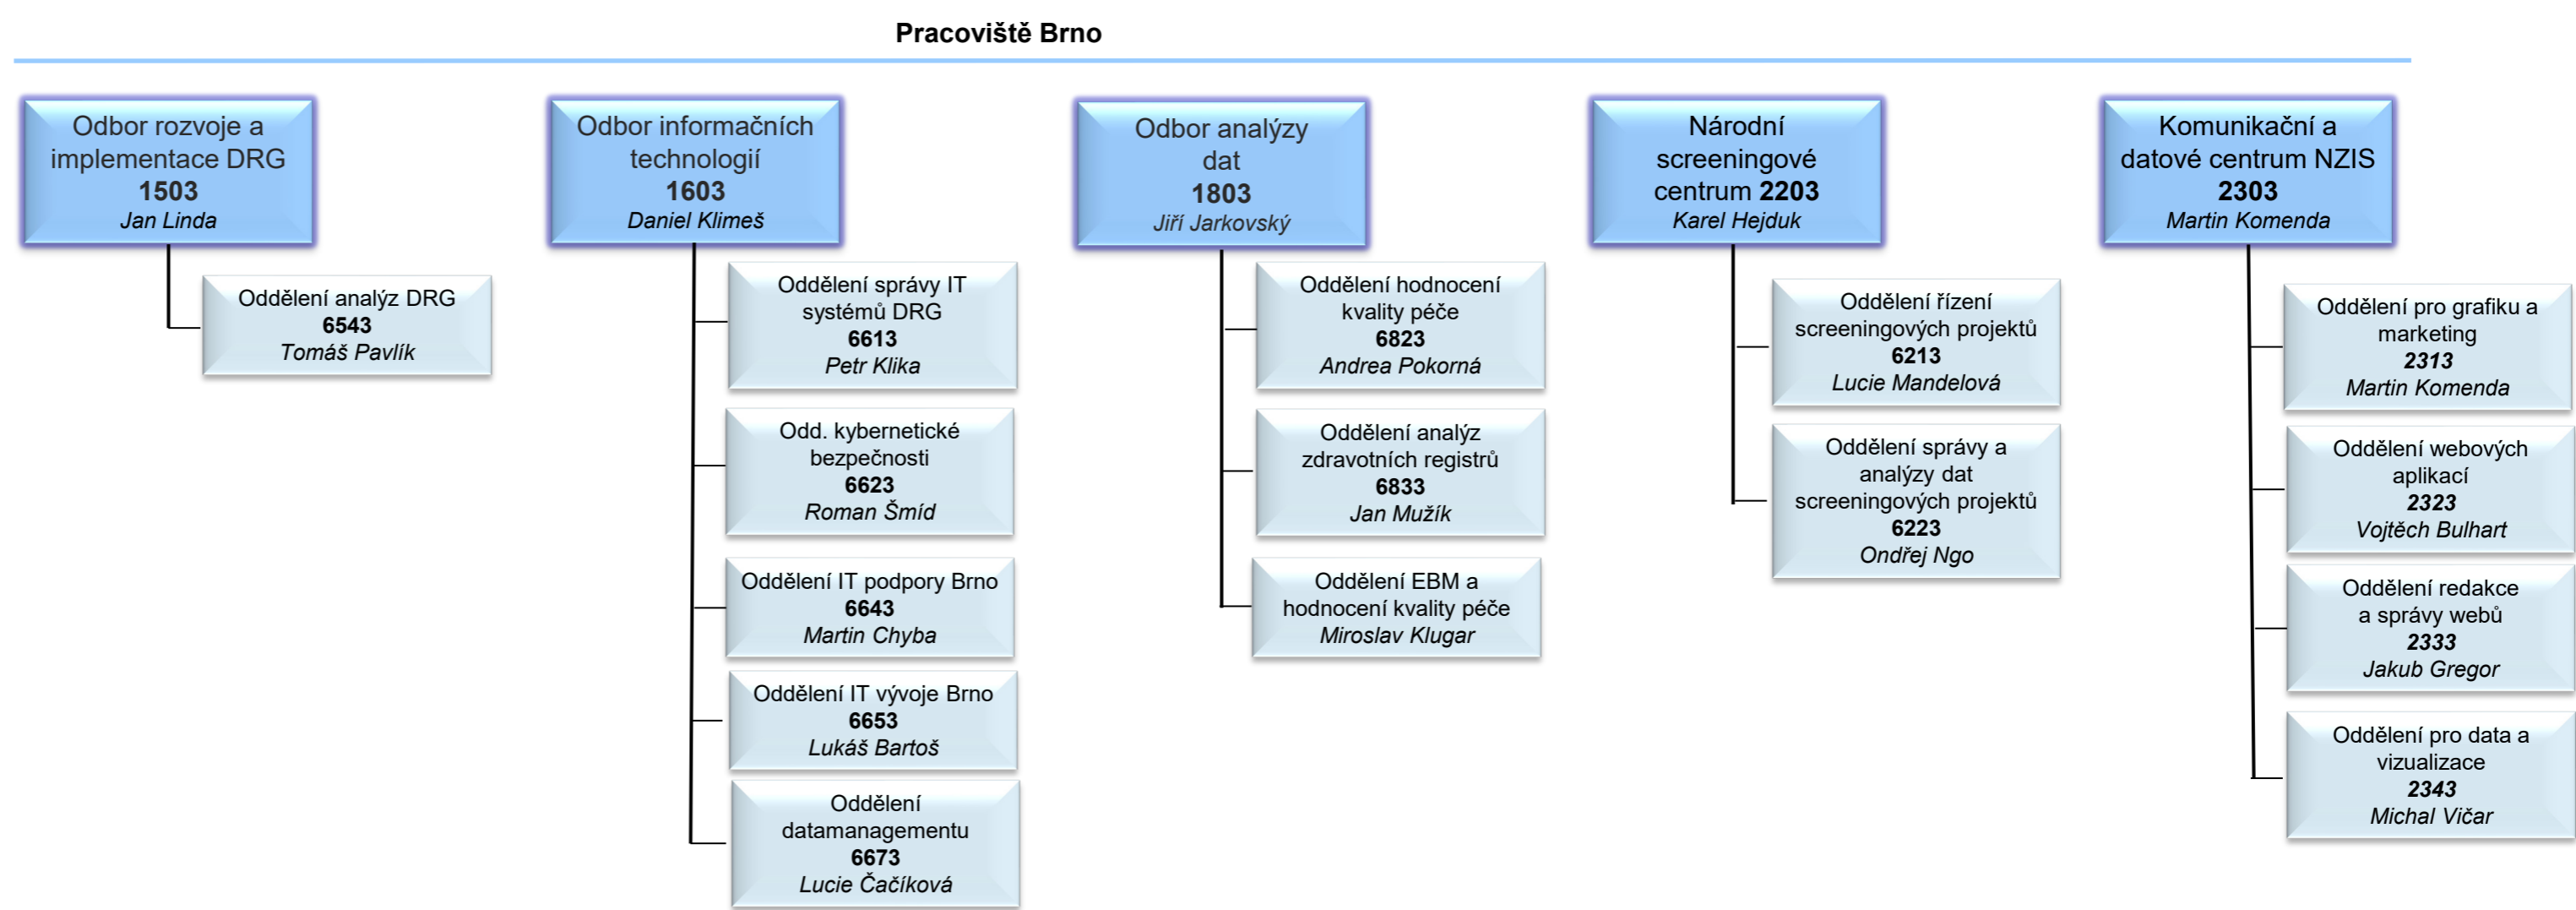 Pracoviště Brno
Odbor rozvoje a
implementace DRG
1503
Jan Linda
Oddělení analýz DRG
6543
Tomáš Pavlík
Odbor informačních
technologií
1603
Daniel Klimeš
Oddělení správy IT
systémů DRG
6613
Petr Klika
Odd. kybernetické
bezpečnosti
6623
Roman Šmíd
Oddělení IT podpory Brno
6643
Martin Chyba
Oddělení IT vývoje Brno
6653
Lukáš Bartoš
Oddělení
datamanagementu
6673
Lucie Čačíková
Odbor analýzy
dat
1803
Jiří Jarkovský
Oddělení hodnocení
kvality péče
6823
Andrea Pokorná
Oddělení analýz
zdravotních registrů
6833
Jan Mužík
Oddělení EBM a
hodnocení kvality péče
Miroslav Klugar
Národní
screeningové
centrum 2203
Karel Hejduk
Oddělení řízení
screeningových projektů
6213
Lucie Mandelová
Oddělení správy a
analýzy dat
screeningových projektů
6223
Ondřej Ngo
Komunikační a
datové centrum NZIS
2303
Martin Komenda
Oddělení pro grafiku a
marketing
2313
Martin Komenda
Oddělení webových
aplikací
2323
Vojtěch Bulhart
Oddělení redakce
a správy webů
2333
Jakub Gregor
Oddělení pro data a
vizualizace
2343
Michal Vičar